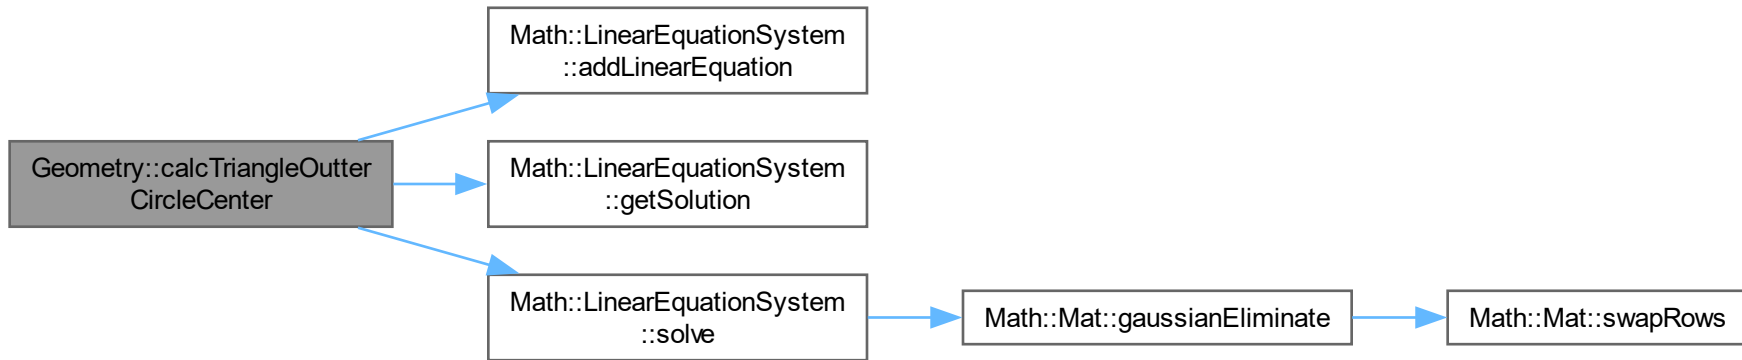 Math::LinearEquationSystem
::addLinearEquation
Geometry::calcTriangleOutter
CircleCenter
Math::LinearEquationSystem
::getSolution
Math::LinearEquationSystem
::solve
Math::Mat::gaussianEliminate
Math::Mat::swapRows